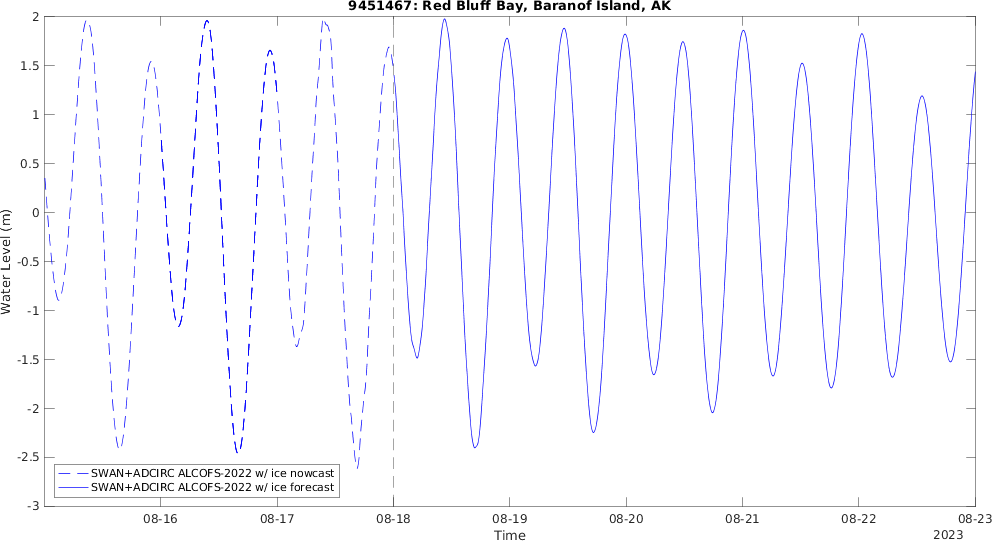 9451467: Red Bluff Bay, Baranof Island, AK
2
1.5
1
0.5
0
-0.5
-1
-1.5
-2
-2.5
-3
Water Level (m)
SWAN+ADCIRC ALCOFS-2022 w/ ice nowcast
SWAN+ADCIRC ALCOFS-2022 w/ ice forecast
08-16 08-17 08-18 08-19 08-20 08-21 08-22 08-23
Time
2023